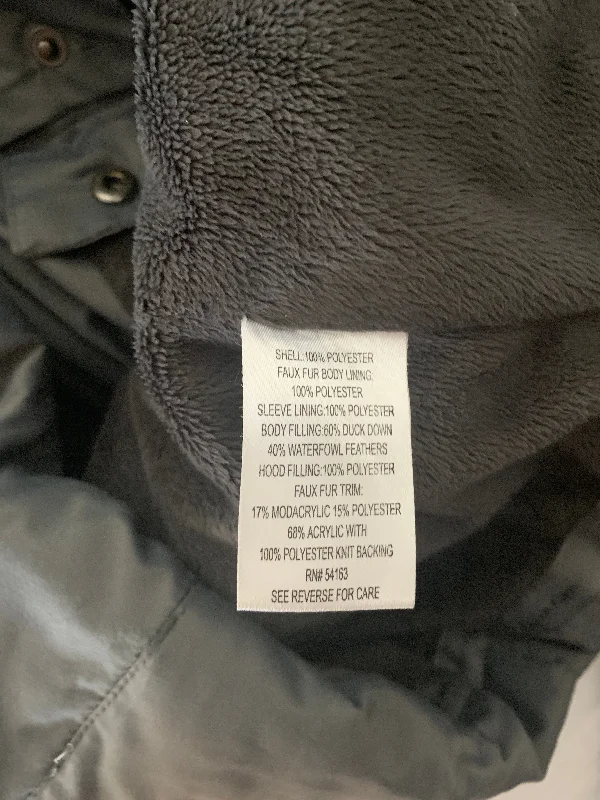 SHELL:100% POLYESTER
FAUX FUR BODY LINING:
100% POLYESTER
SLEEVE LINING:100% POLYESTER
BODY FILLING:60% DUCK DOWN
40% WATERFOWL FEATHERS
HOOD FILLING:100% POLYESTER
FAUX FUR TRIM:
17% MODACRYLIC 15% POLYESTER
68% ACRYLIC WITH
100% POLYESTER KNIT BACKING
RN# 54163
SEE REVERSE FOR CARE